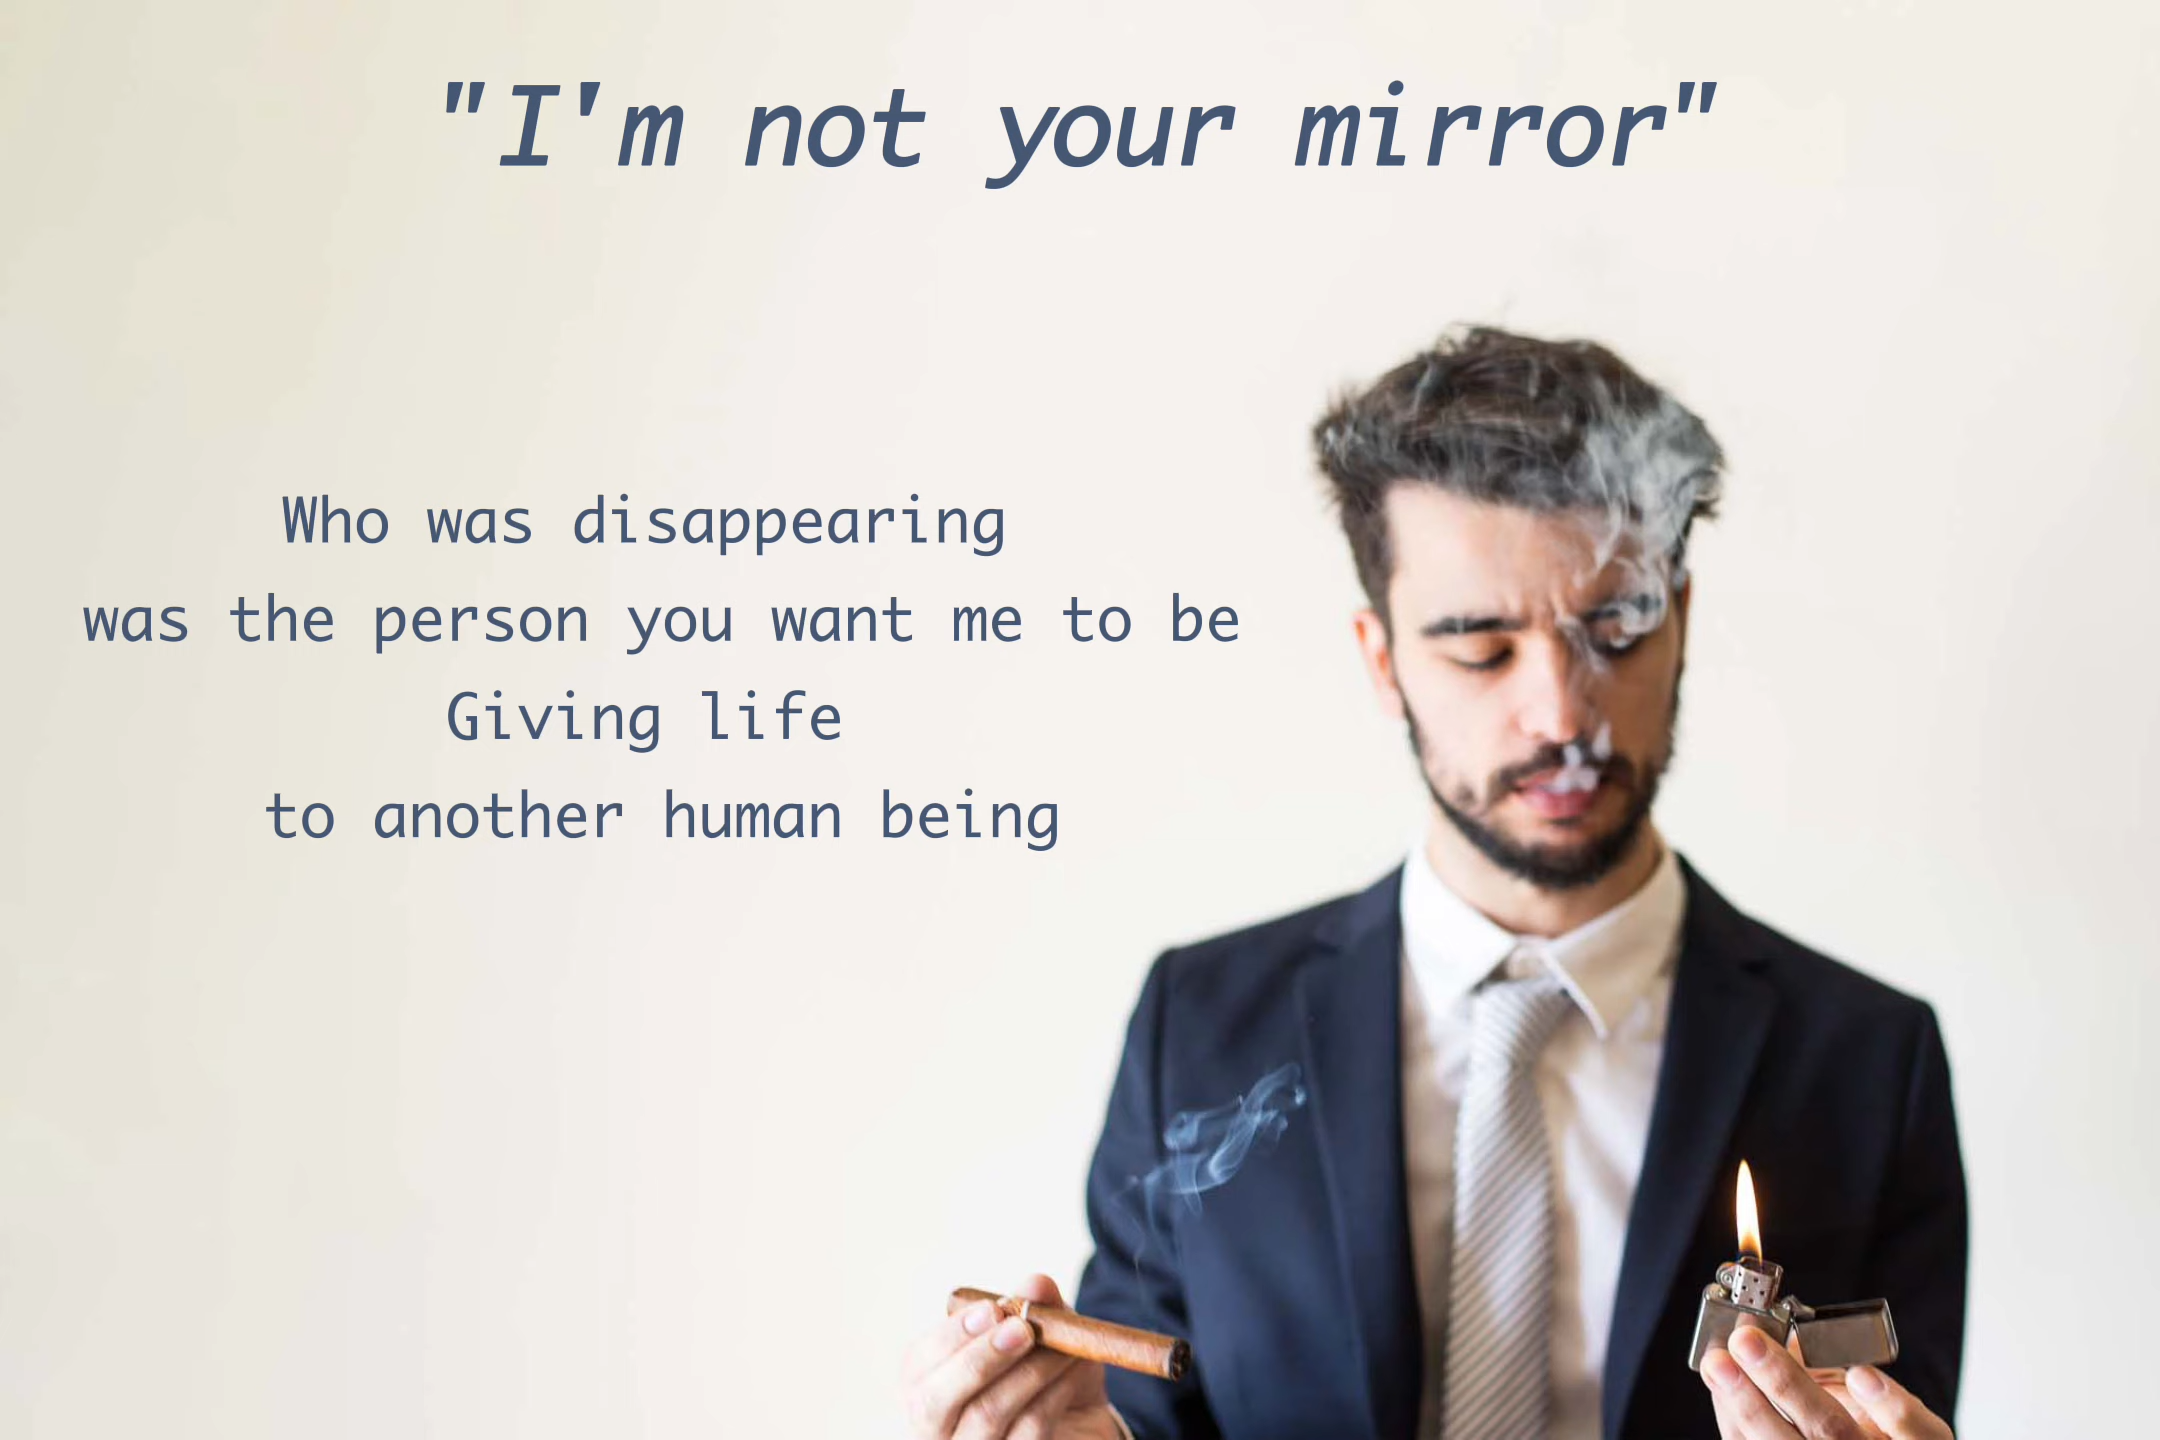 "I'm not your mirror"
Who was disappearing
was the person you want me to be
Giving life
to another human being